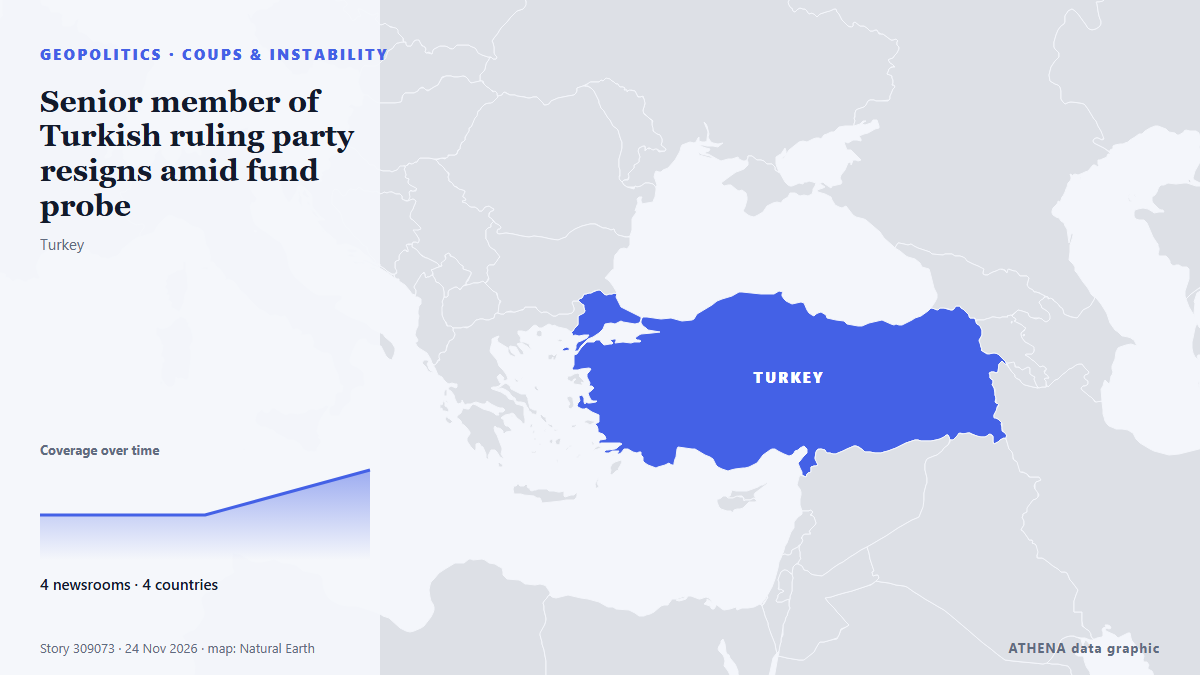 GEOPOLITICS · COUPS & INSTABILITY
Senior member of
Turkish ruling party
resigns amid fund
probe
Turkey
TURKEY
Coverage over time
4 newsrooms · 4 countries
Story 309073 · 24 Nov 2026 · map: Natural Earth
ATHENA data graphic